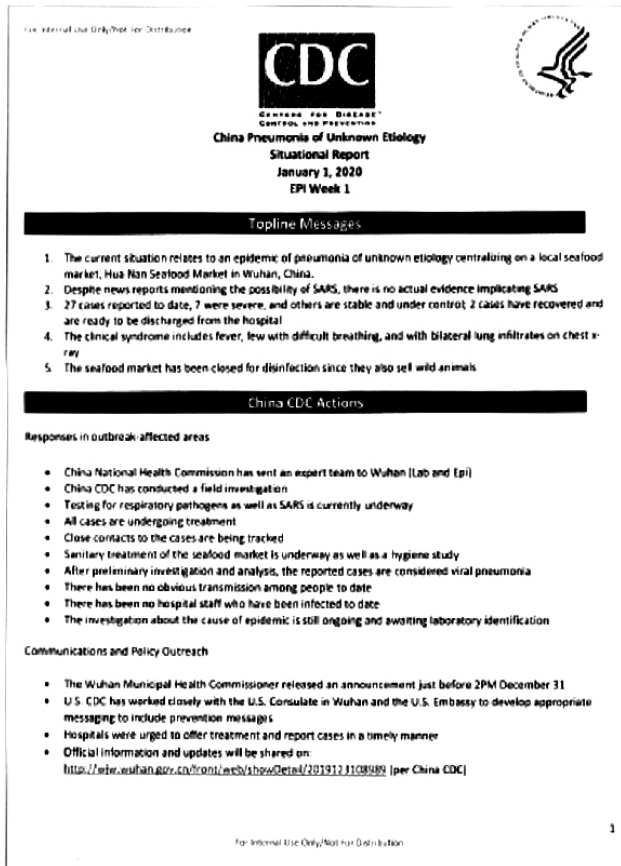 For Internal Use Only/Not For Distribution
CDC
CENTERS FOR DISEASE
CONTROL AND PREVENTION
China Pneumonia of Unknown Etiology
Situational Report
January 1, 2020
EPI Week 1
Topline Messages
1. The current situation relates to an epidemic of pneumonia of unknown etiology centralizing on a local seafood
market, Hua Nan Seafood Market in Wuhan, China.
2. Despite news reports mentioning the possibility of SARS, there is no actual evidence implicating SARS
3. 27 cases reported to date, 7 were severe, and others are stable and under control; 2 cases have recovered and
are ready to be discharged from the hospital
4. The clinical syndrome includes fever, few with difficult breathing, and with bilateral lung infiltrates on chest x-
ray
5. The seafood market has been closed for disinfection since they also sell wild animals
China CDC Actions
Responses in outbreak-affected areas
• China National Health Commission has sent an expert team to Wuhan (Lab and Epi)
• China CDC has conducted a field investigation
• Testing for respiratory pathogens as well as SARS is currently underway
• All cases are undergoing treatment
• Close contacts to the cases are being tracked
• Sanitary treatment of the seafood market is underway as well as a hygiene study
• After preliminary investigation and analysis, the reported cases are considered viral pneumonia
• There has been no obvious transmission among people to date
• There has been no hospital staff who have been infected to date
• The investigation about the cause of epidemic is still ongoing and awaiting laboratory identification
Communications and Policy Outreach
• The Wuhan Municipal Health Commissioner released an announcement just before 2PM December 31
• U.S. CDC has worked closely with the U.S. Consulate in Wuhan and the U.S. Embassy to develop appropriate
messaging to include prevention messages
• Hospitals were urged to offer treatment and report cases in a timely manner
• Official information and updates will be shared on:
http://wjw.wuhan.gov.cn/front/web/showDetail/2019123108989 (per China CDC)
1
For Internal Use Only/Not For Distribution